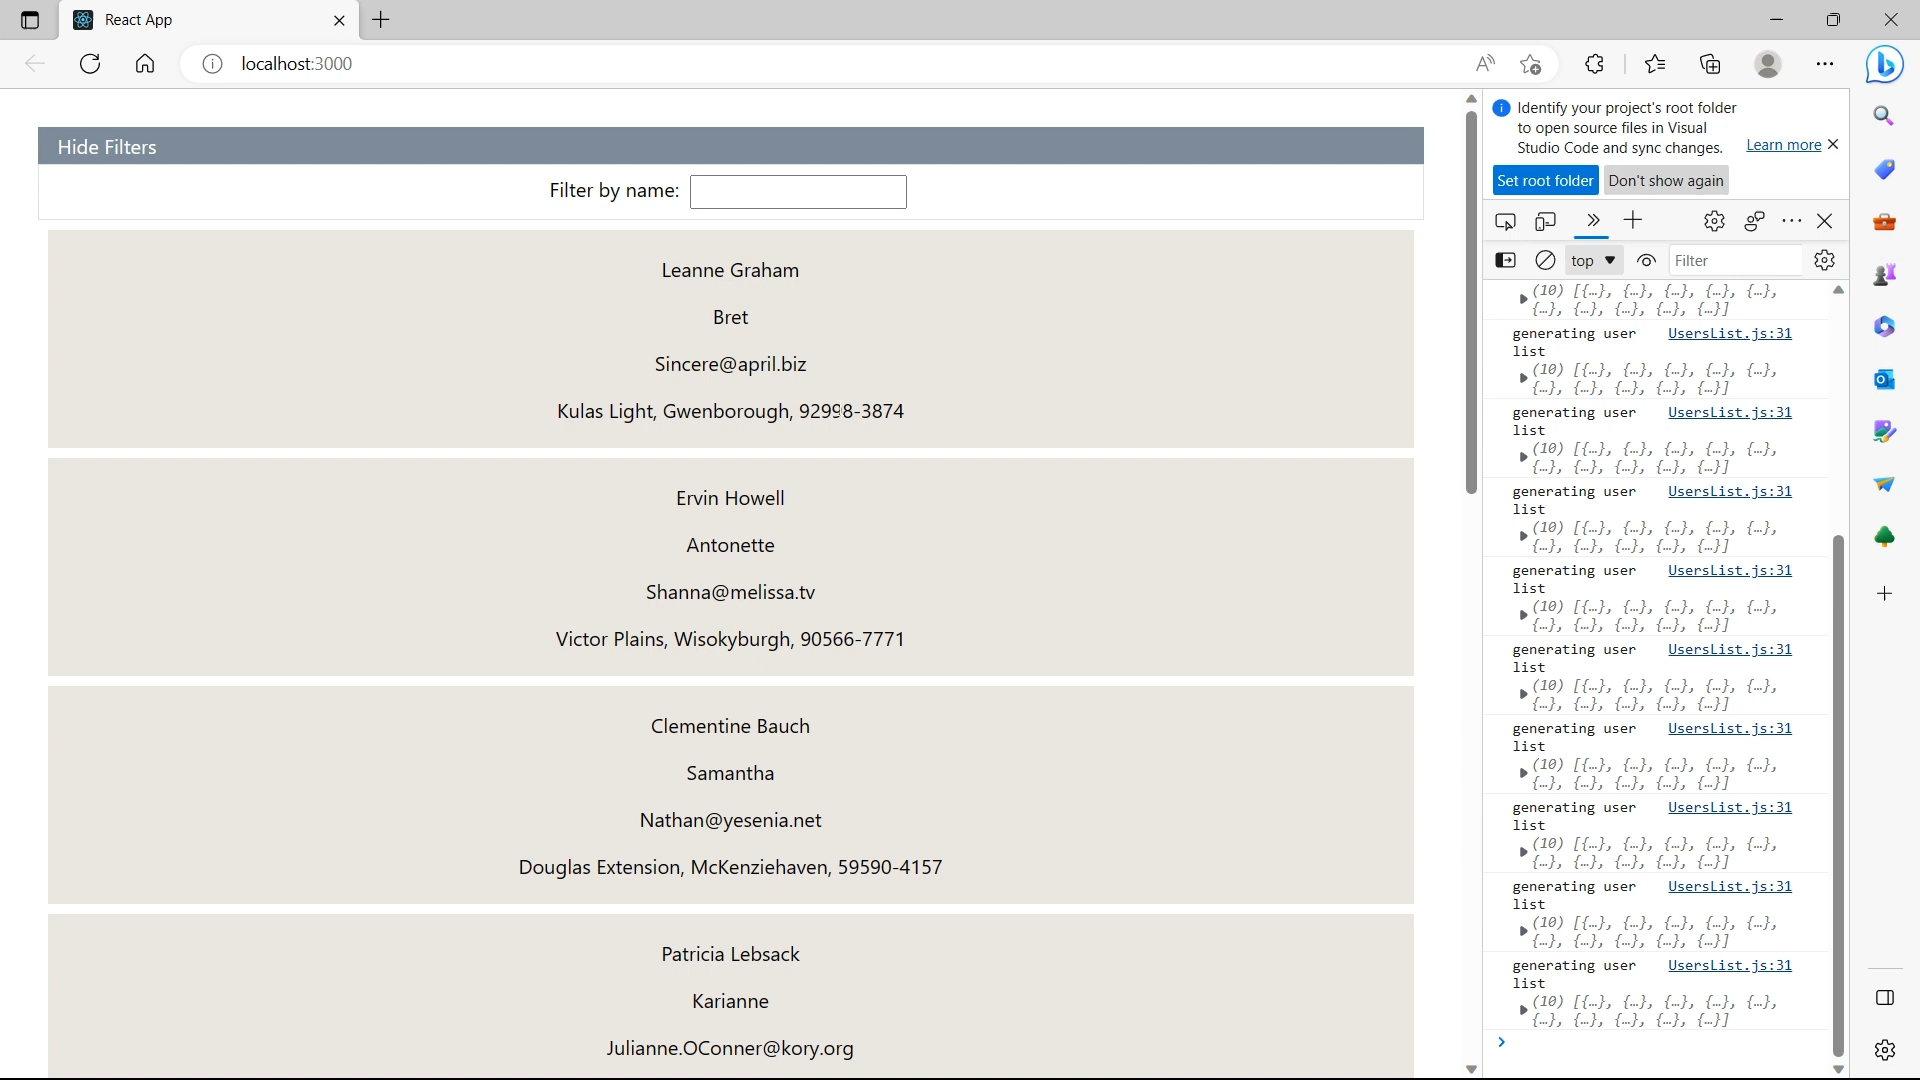 React App
localhost:3000
Hide Filters
Filter by name:
Leanne Graham
Bret
Sincere@april.biz
Kulas Light, Gwenborough, 92998-3874
Ervin Howell
Antonette
Shanna@melissa.tv
Victor Plains, Wisokyburgh, 90566-7771
Clementine Bauch
Samantha
Nathan@yesenia.net
Douglas Extension, McKenziehaven, 59590-4157
Patricia Lebsack
Karianne
Julianne.OConner@kory.org
Identify your project's root folder
to open source files in Visual
Studio Code and sync changes.
Learn more
Set root folder Don't show again
top Filter
(10) [{…}, {…}, {…}, {…}, {…},
{…}, {…}, {…}, {…}, {…}]
generating user UsersList.js:31
list
(10) [{…}, {…}, {…}, {…}, {…},
{…}, {…}, {…}, {…}, {…}]
generating user UsersList.js:31
list
(10) [{…}, {…}, {…}, {…}, {…},
{…}, {…}, {…}, {…}, {…}]
generating user UsersList.js:31
list
(10) [{…}, {…}, {…}, {…}, {…},
{…}, {…}, {…}, {…}, {…}]
generating user UsersList.js:31
list
(10) [{…}, {…}, {…}, {…}, {…},
{…}, {…}, {…}, {…}, {…}]
generating user UsersList.js:31
list
(10) [{…}, {…}, {…}, {…}, {…},
{…}, {…}, {…}, {…}, {…}]
generating user UsersList.js:31
list
(10) [{…}, {…}, {…}, {…}, {…},
{…}, {…}, {…}, {…}, {…}]
generating user UsersList.js:31
list
(10) [{…}, {…}, {…}, {…}, {…},
{…}, {…}, {…}, {…}, {…}]
generating user UsersList.js:31
list
(10) [{…}, {…}, {…}, {…}, {…},
{…}, {…}, {…}, {…}, {…}]
generating user UsersList.js:31
list
(10) [{…}, {…}, {…}, {…}, {…},
{…}, {…}, {…}, {…}, {…}]